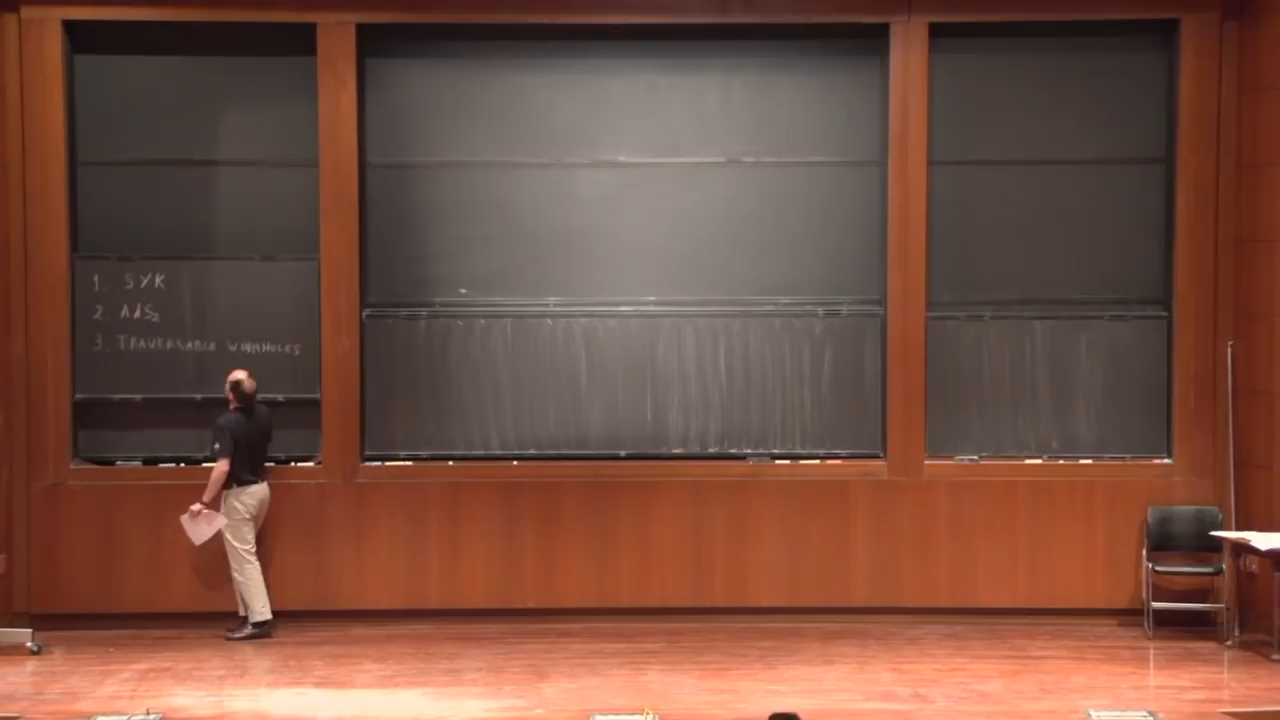 1. SYK
2. AdS₂
3. TRAVERSABLE WORMHOLES